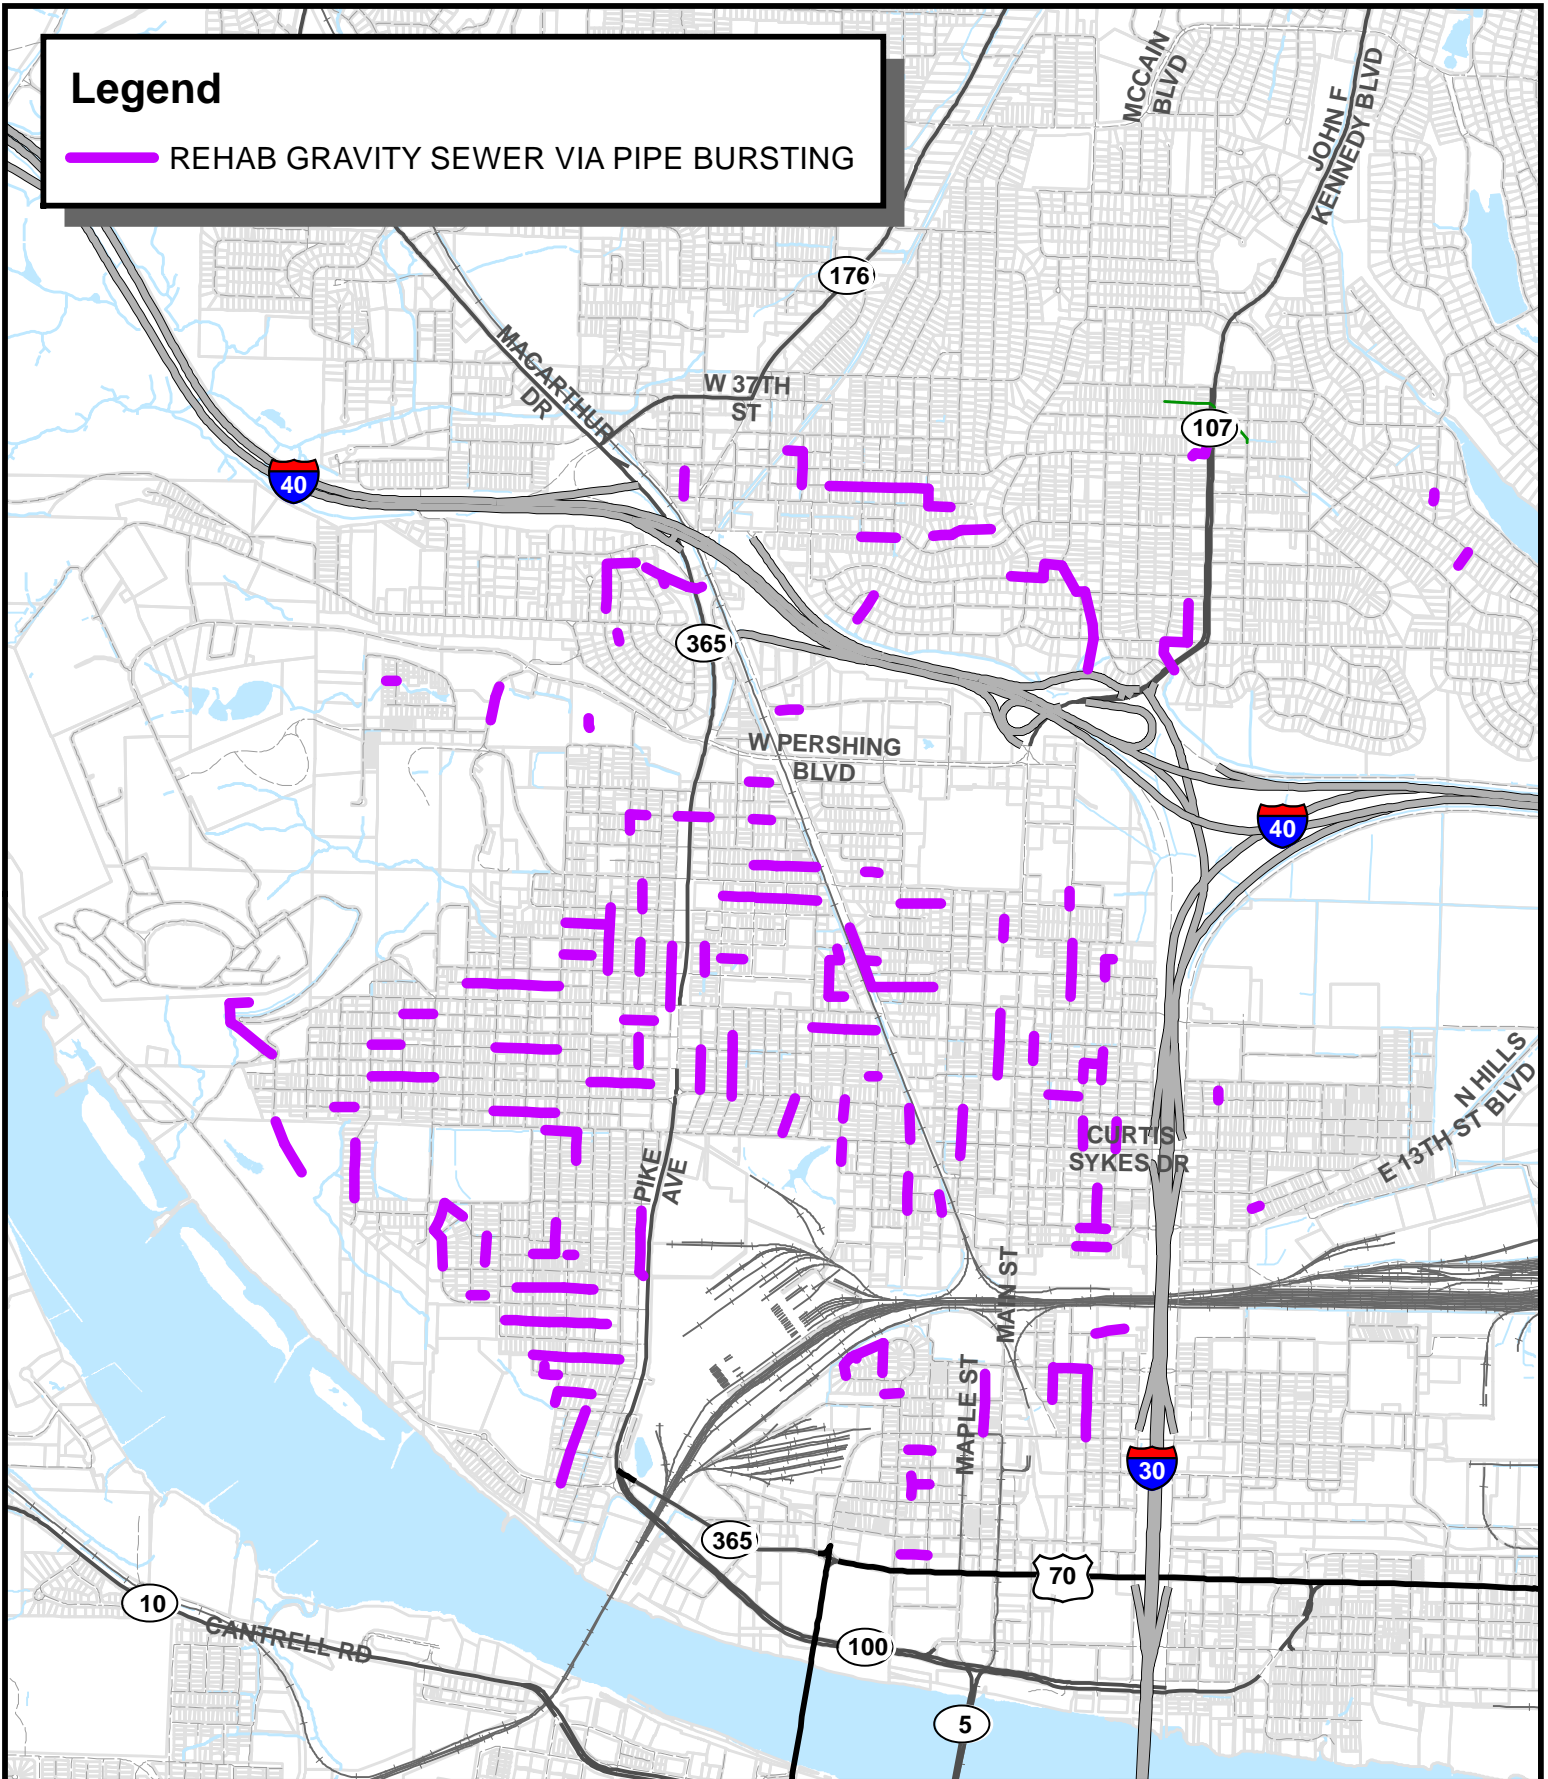 Legend
REHAB GRAVITY SEWER VIA PIPE BURSTING
MCCAIN
BLVD
JOHN F
KENNEDY BLVD
176
MACARTHUR
DR
W 37TH
ST
107
40
365
W PERSHING
BLVD
40
N HILLS
BLVD
E 13TH ST
CURTIS
SYKES DR
PIKE
AVE
MAIN ST
MAPLE ST
30
365
70
10
CANTRELL RD
100
5